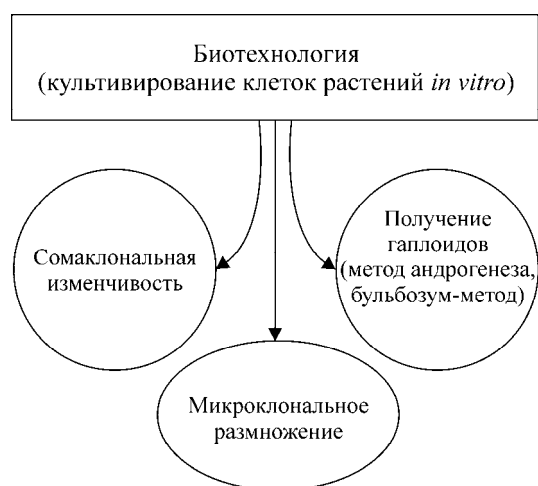 Биотехнология
(культивирование клеток растений in vitro)
Сомаклональная
изменчивость
Получение
гаплоидов
(метод андрогенеза,
бульбозум-метод)
Микроклональное
размножение